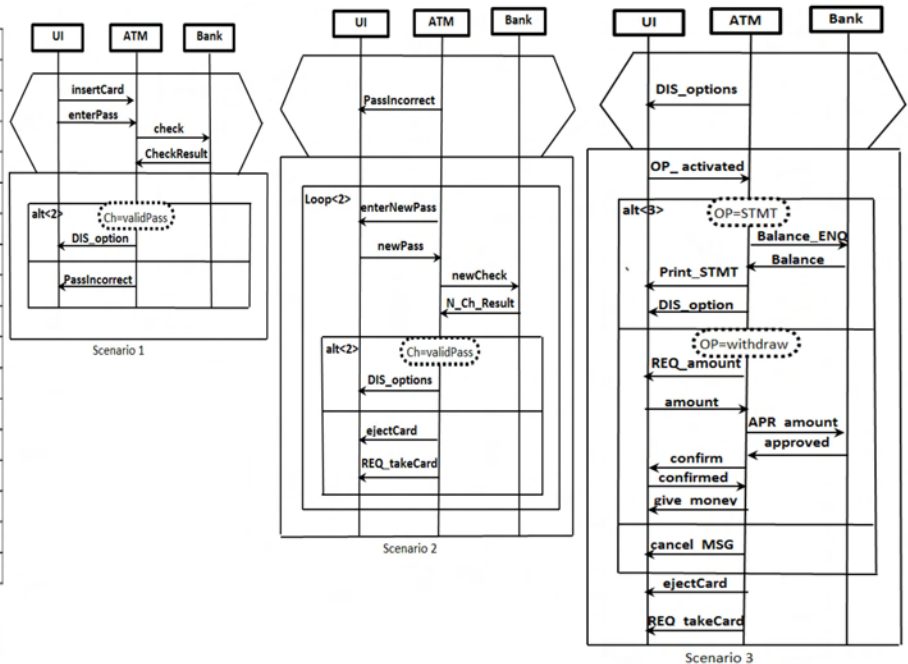 UI
ATM
Bank
insertCard
enterPass
check
CheckResult
alt<2>
Ch=validPass
DIS_option
PassIncorrect
Scenario 1
UI
ATM
Bank
PassIncorrect
Loop<2>
enterNewPass
newPass
newCheck
N_Ch_Result
alt<2>
Ch=validPass
DIS_options
ejectCard
REQ_takeCard
Scenario 2
UI
ATM
Bank
DIS_options
OP_ activated
alt<3>
OP=STMT
Balance_ENQ
Balance
Print_STMT
DIS_option
OP=withdraw
REQ_amount
amount
APR_amount
approved
confirm
confirmed
give_money
cancel_MSG
ejectCard
REQ_takeCard
Scenario 3